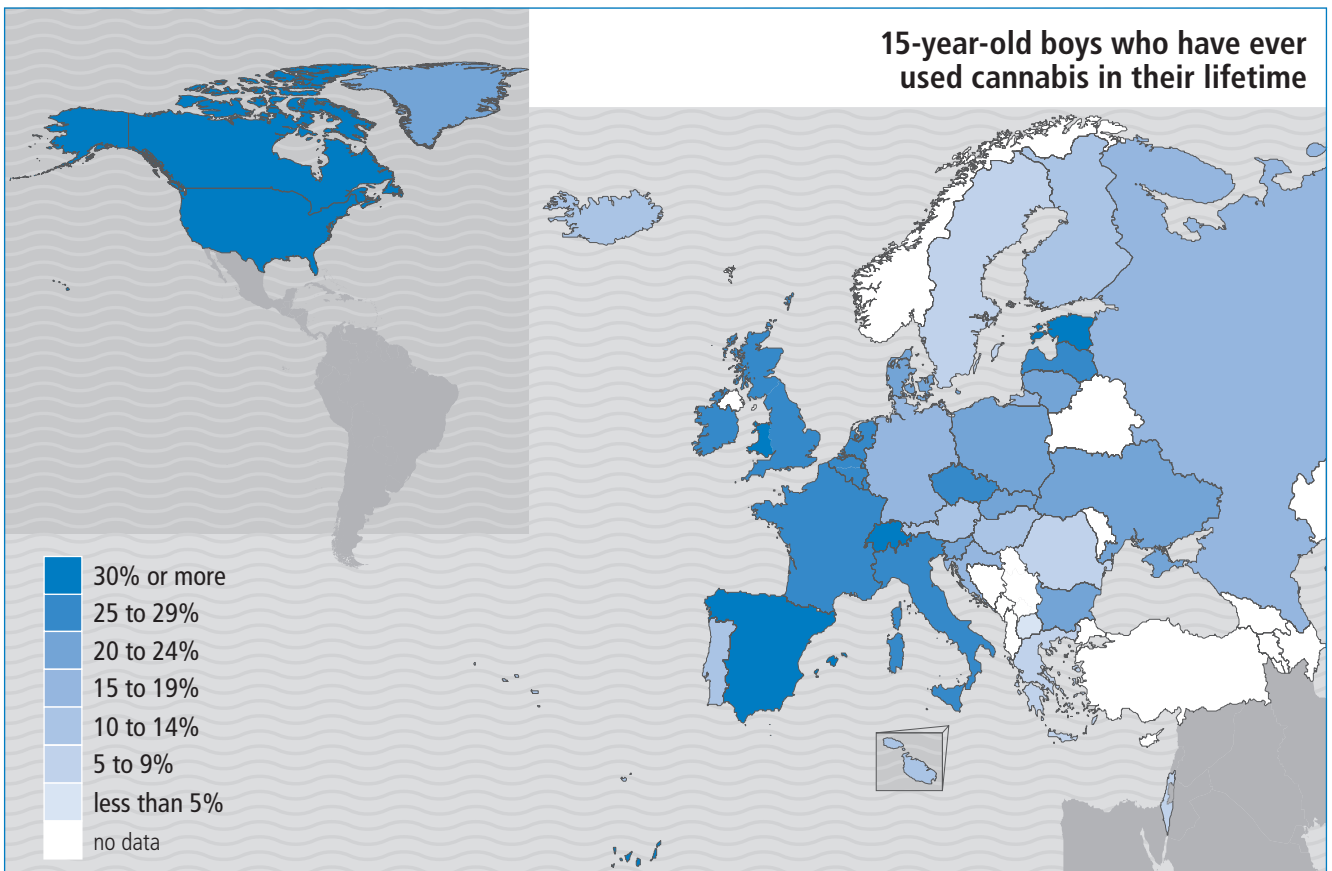 15-year-old boys who have ever
used cannabis in their lifetime
30% or more
25 to 29%
20 to 24%
15 to 19%
10 to 14%
5 to 9%
less than 5%
no data